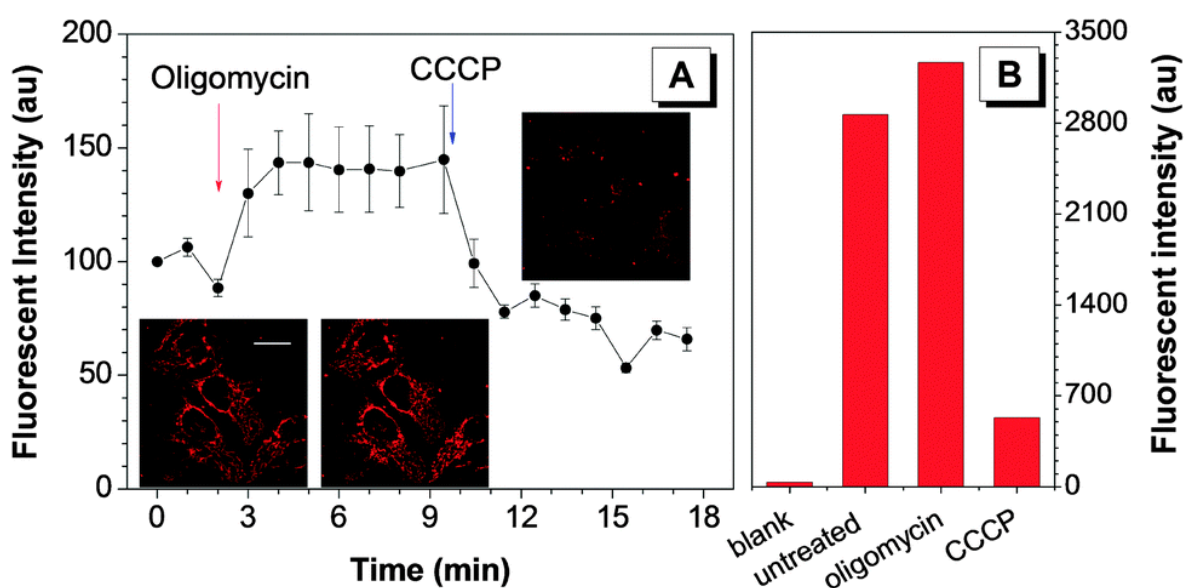 Fluorescent Intensity (au)
200
150
100
50
0
Oligomycin
CCCP
A
0 3 6 9 12 15 18
Time (min)
B
3500
2800
2100
1400
700
0
Fluorescent intensity (au)
blank
untreated
oligomycin
CCCP